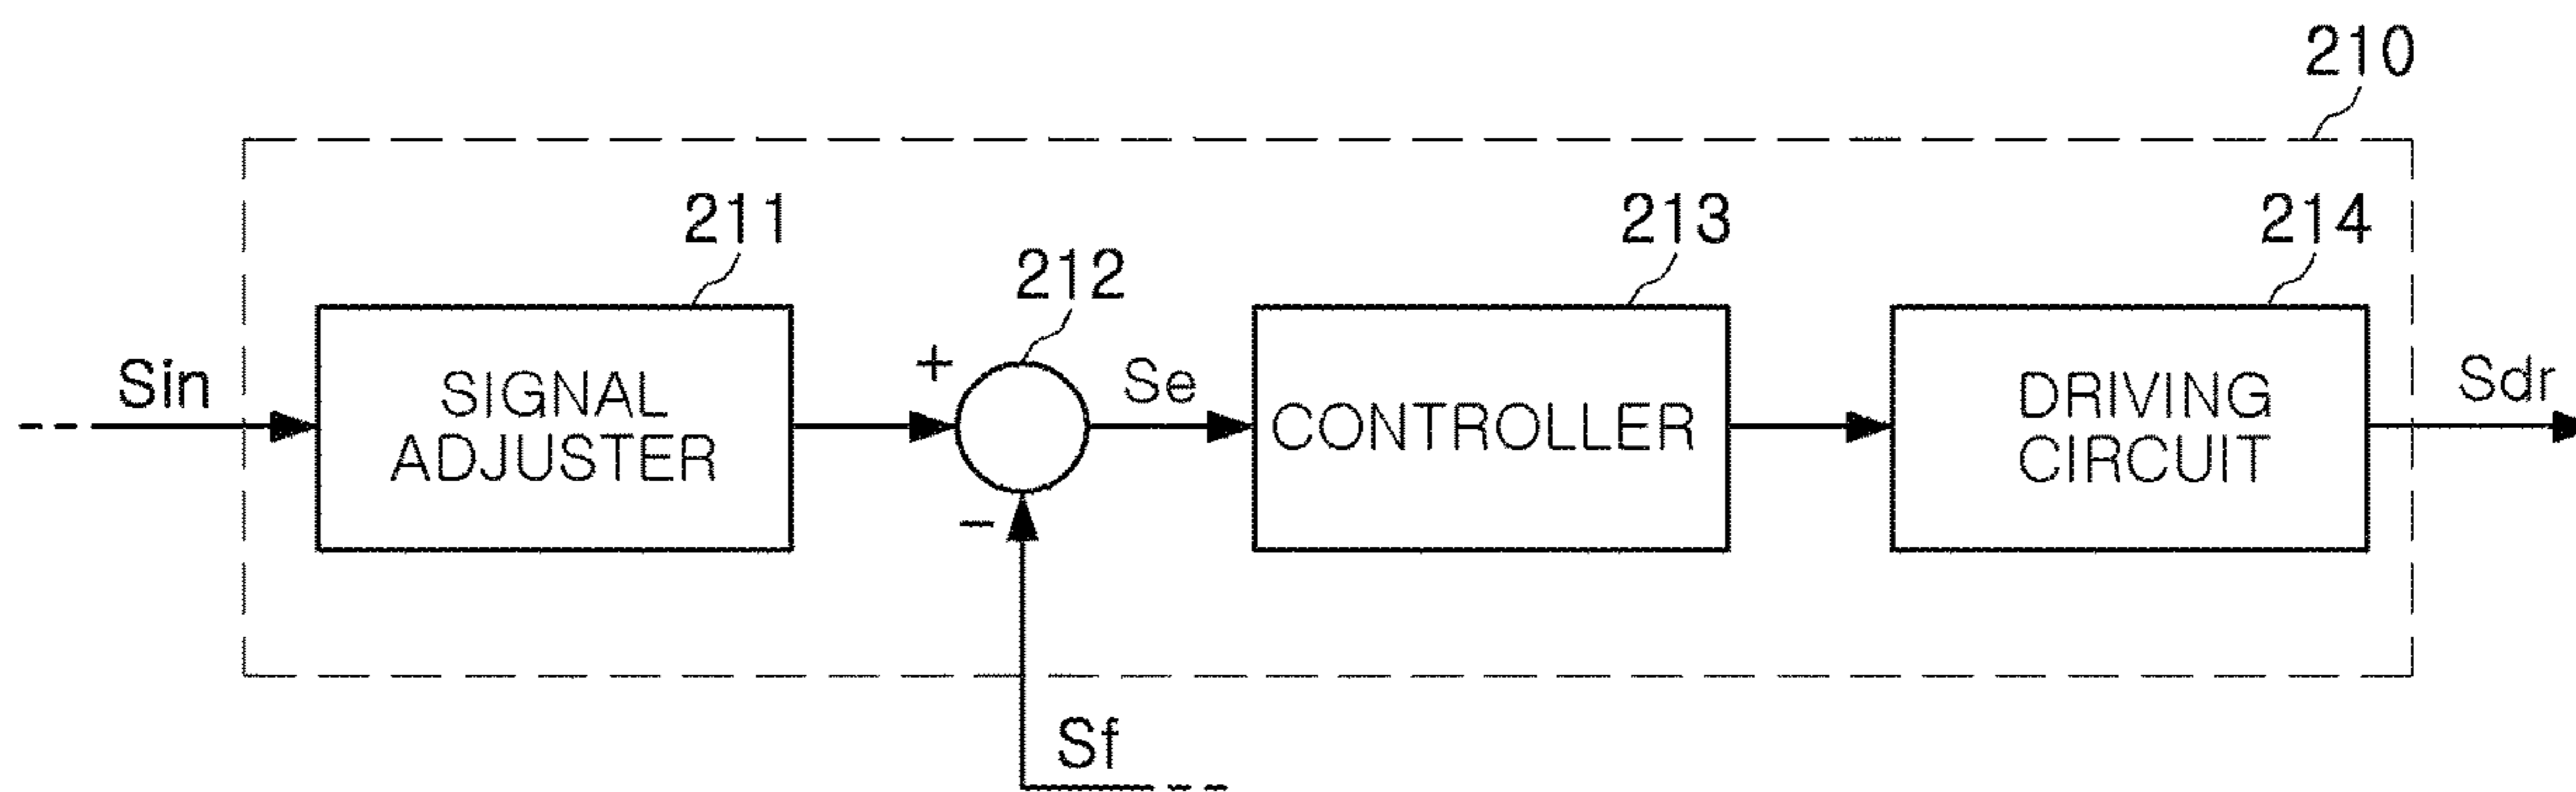 210
211
212
213
214
Sin
SIGNAL
ADJUSTER
+
-
Se
CONTROLLER
DRIVING
CIRCUIT
Sdr
Sf